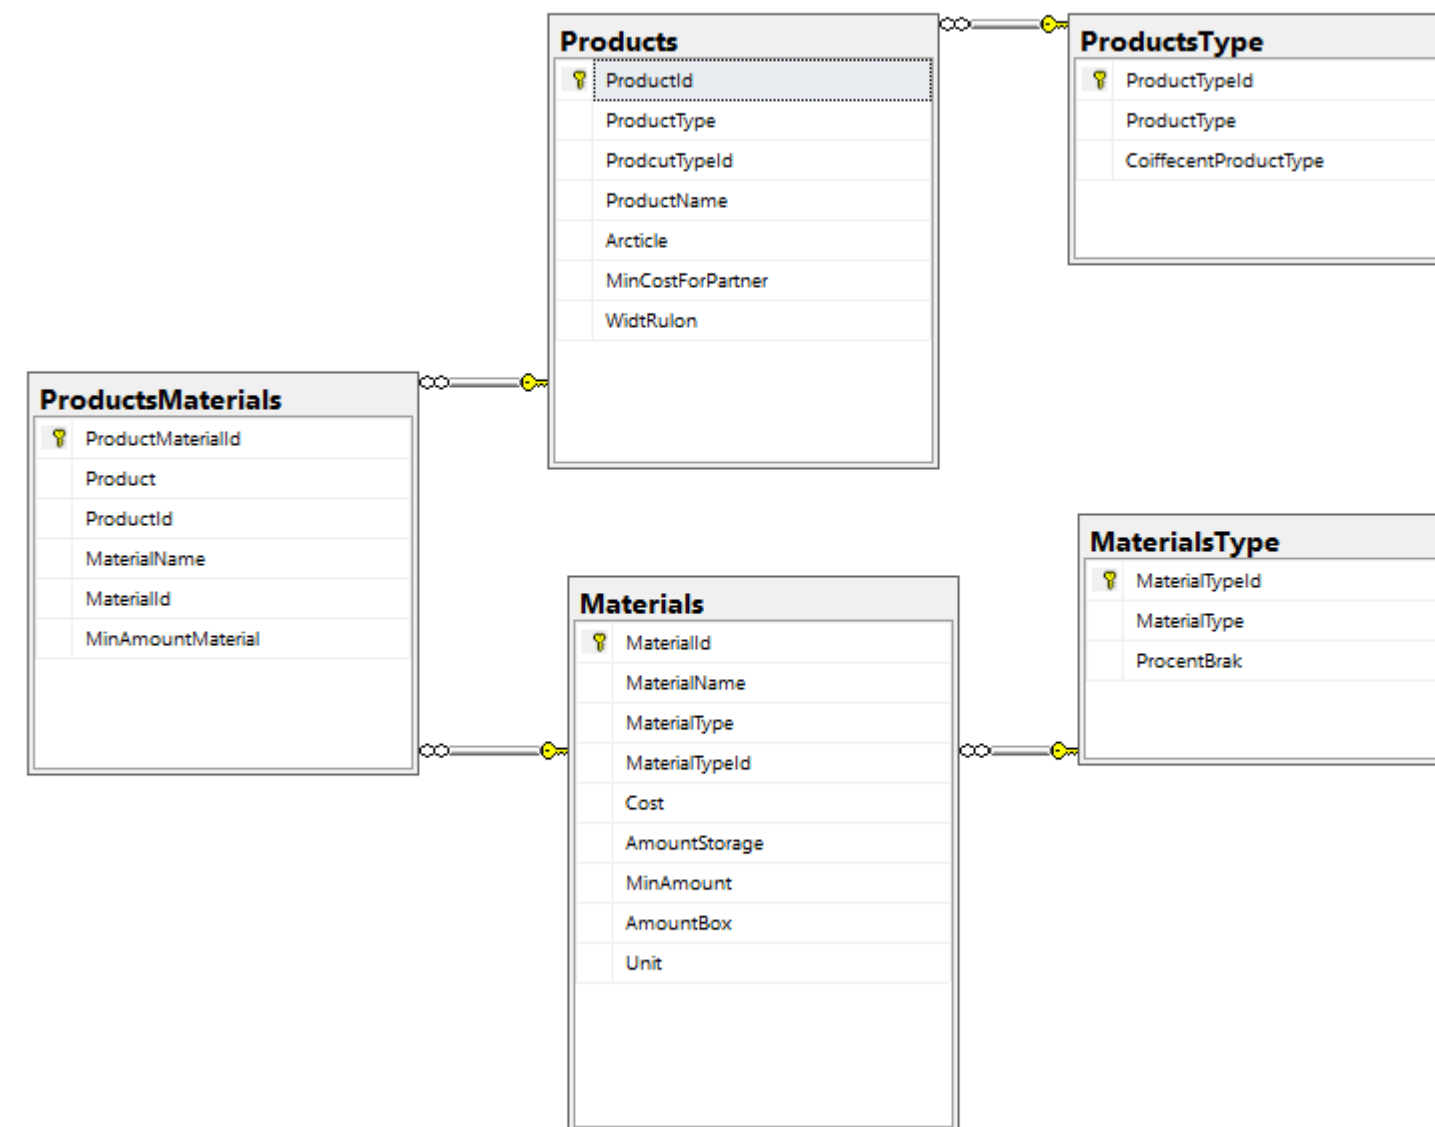 Products
ProductId
ProductType
ProdcutTypeId
ProductName
Arcticle
MinCostForPartner
WidtRulon
ProductsType
ProductTypeId
ProductType
CoiffecentProductType
ProductsMaterials
ProductMaterialId
Product
ProductId
MaterialName
MaterialId
MinAmountMaterial
Materials
MaterialId
MaterialName
MaterialType
MaterialTypeId
Cost
AmountStorage
MinAmount
AmountBox
Unit
MaterialsType
MaterialTypeId
MaterialType
ProcentBrak